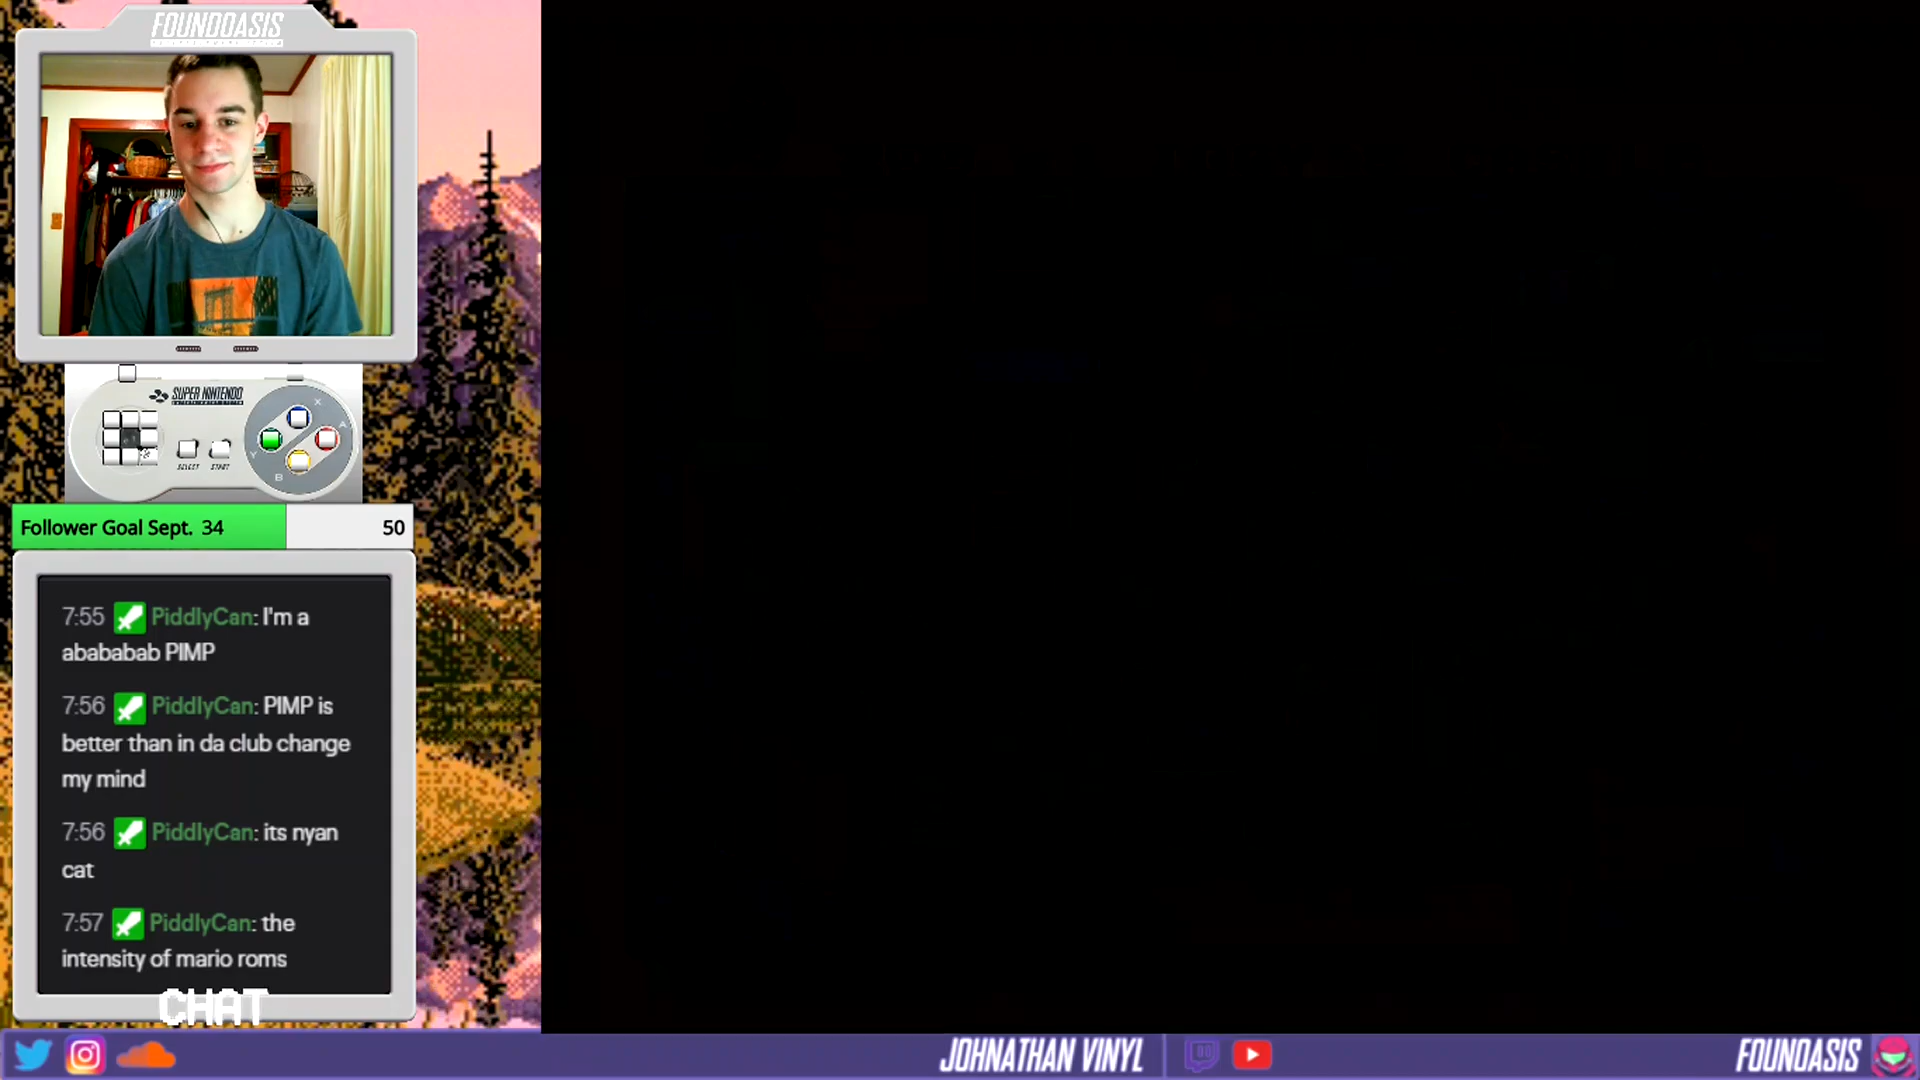 FOUNDOASIS
SUPER NINTENDO
X
A
Y
B
SELECT
START
Follower Goal Sept. 34
50
7:55 PiddlyCan: I'm a
abababab PIMP
7:56 PiddlyCan: PIMP is
better than in da club change
my mind
7:56 PiddlyCan: its nyan
cat
7:57 PiddlyCan: the
intensity of mario roms
CHAT
JOHNATHAN VINYL
FOUNOASIS